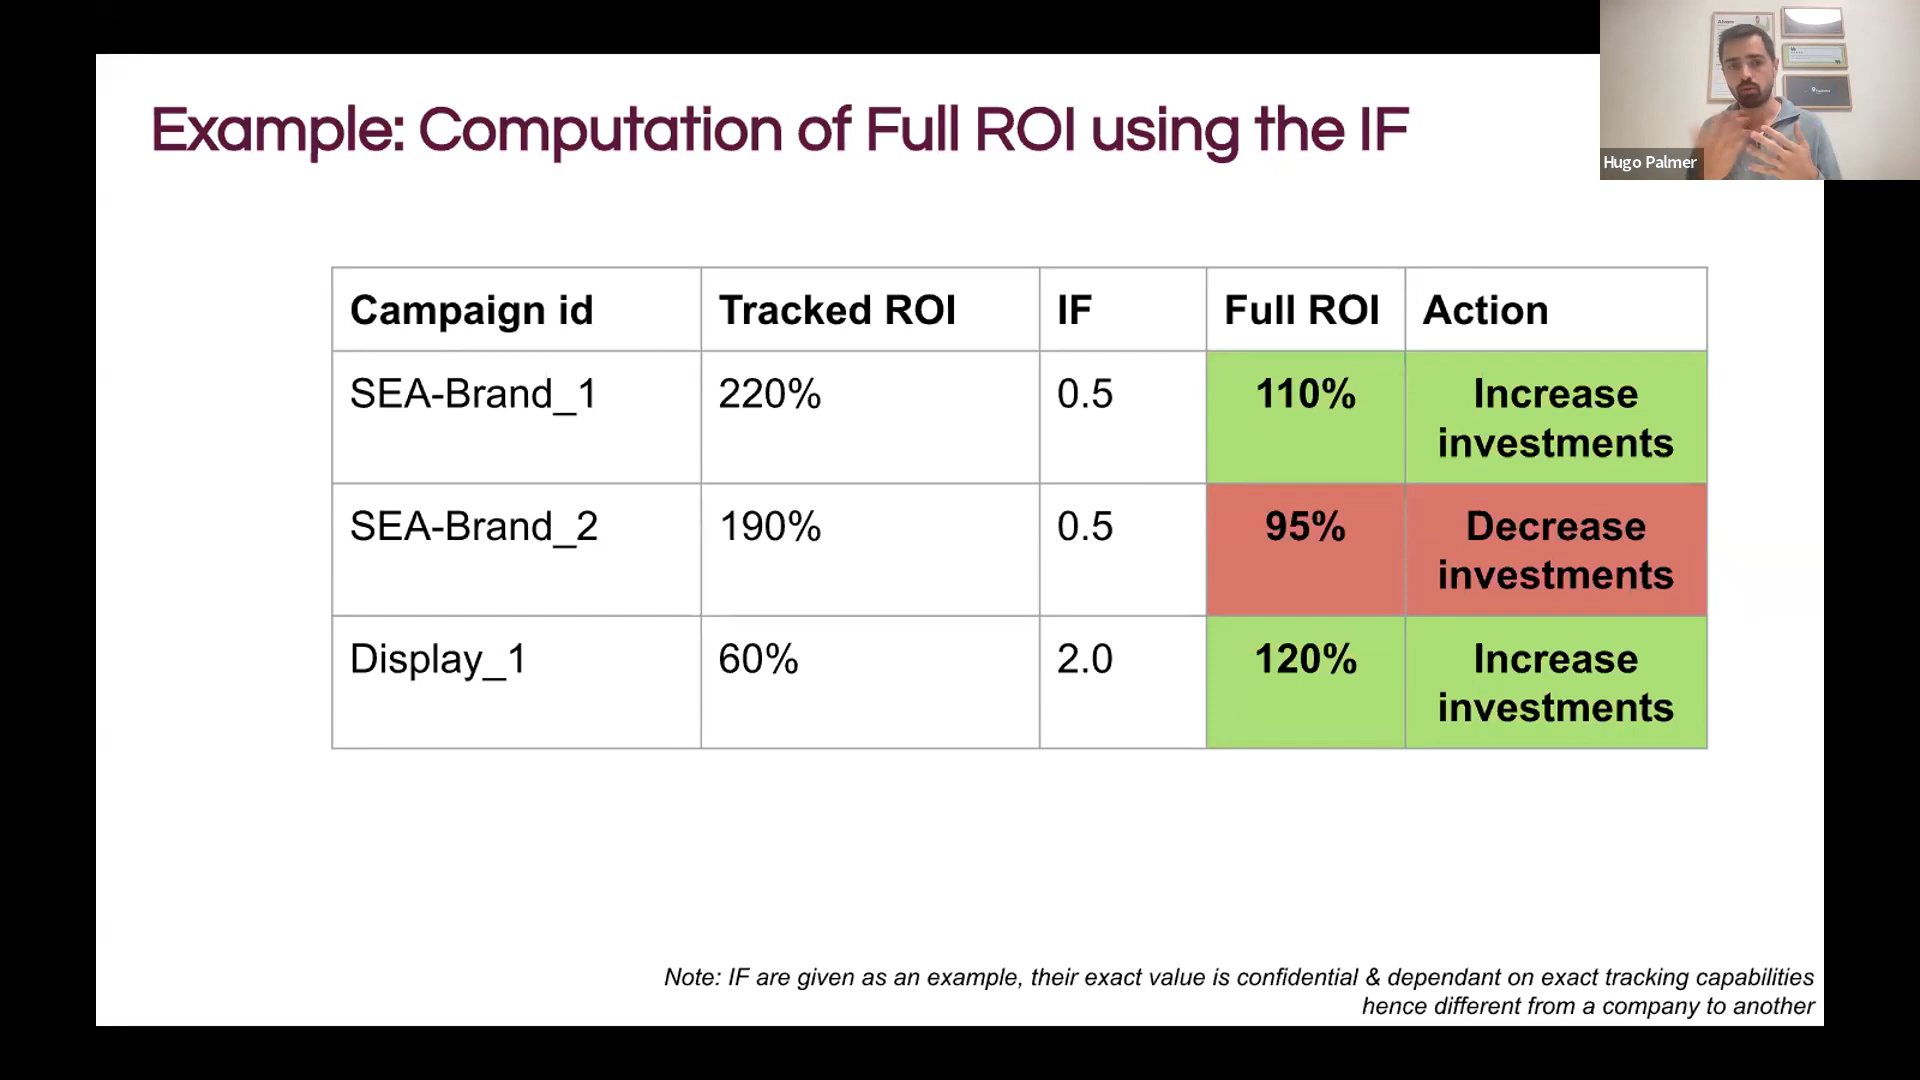 Example: Computation of Full ROI using the IF
Hugo Palmer
Campaign id Tracked ROI IF Full ROI Action
SEA-Brand_1 220% 0.5 110% Increase investments
SEA-Brand_2 190% 0.5 95% Decrease investments
Display_1 60% 2.0 120% Increase investments
Note: IF are given as an example, their exact value is confidential & dependant on exact tracking capabilities
hence different from a company to another